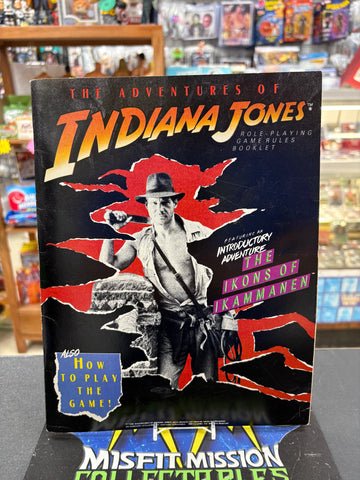 THE ADVENTURES OF
INDIANA JONES™
ROLE-PLAYING
GAME RULES
BOOKLET
FEATURING AN
INTRODUCTORY
ADVENTURE
THE
IKONS OF
IKAMMANEN
ALSO
HOW
TO PLAY
THE
GAME!
MISFIT MISSION
COLLECTABLES